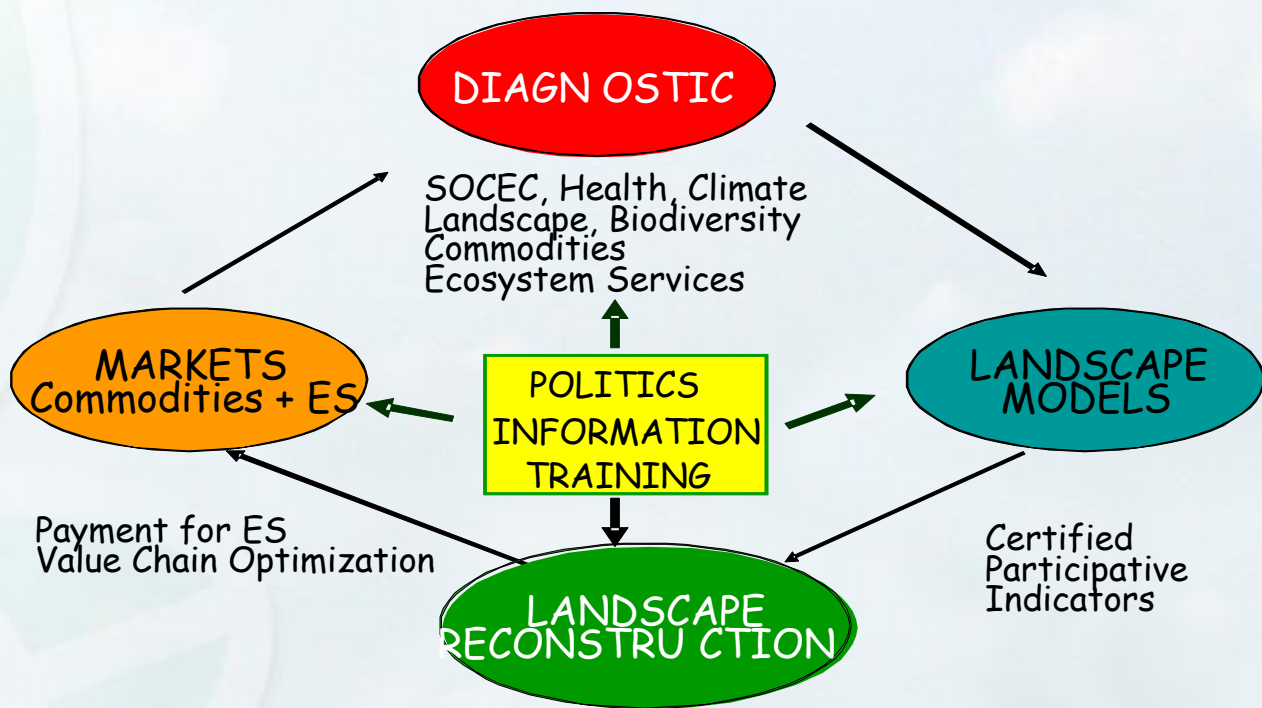 DIAGN OSTIC
SOCEC, Health, Climate
Landscape, Biodiversity
Commodities
Ecosystem Services
MARKETS
Commodities + ES
POLITICS
INFORMATION
TRAINING
LANDSCAPE
MODELS
Payment for ES
Value Chain Optimization
Certified
Participative
Indicators
LANDSCAPE
RECONSTRU CTION